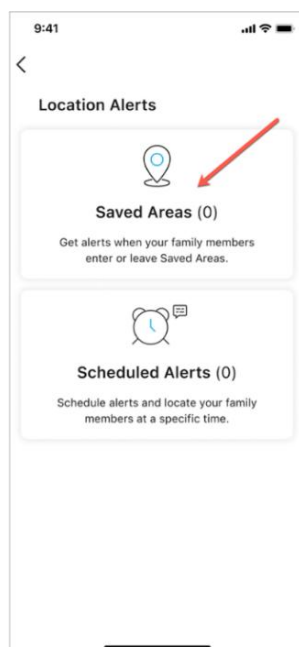 9:41
Location Alerts
Saved Areas (0)
Get alerts when your family members
enter or leave Saved Areas.
Scheduled Alerts (0)
Schedule alerts and locate your family
members at a specific time.